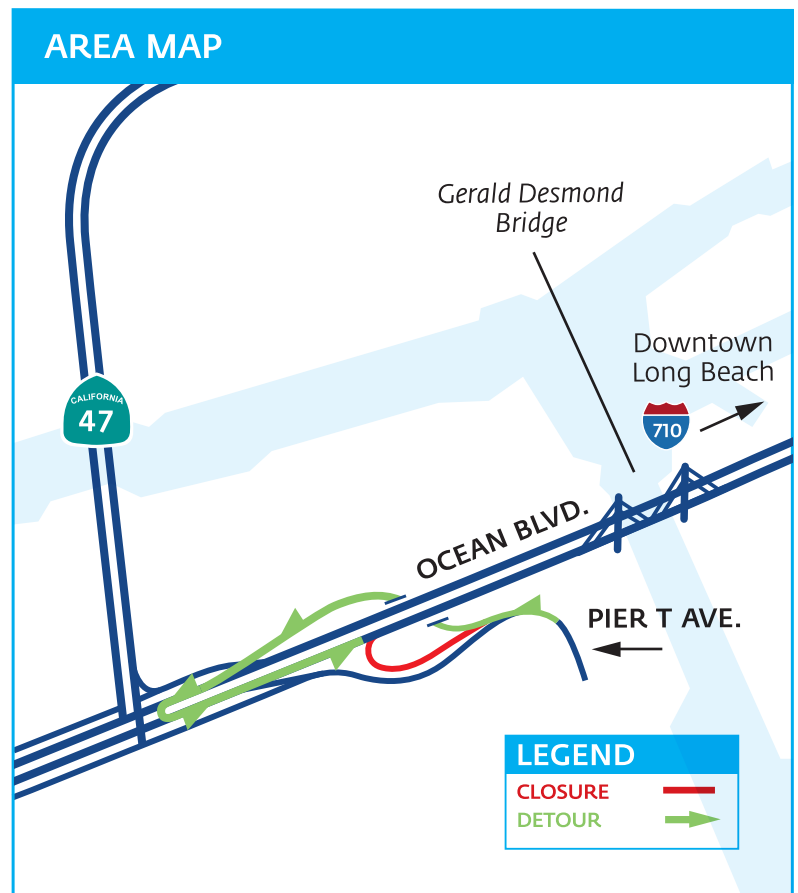 AREA MAP
Gerald Desmond
Bridge
Downtown
Long Beach
CALIFORNIA
47
710
OCEAN BLVD.
PIER T AVE.
LEGEND
CLOSURE
DETOUR